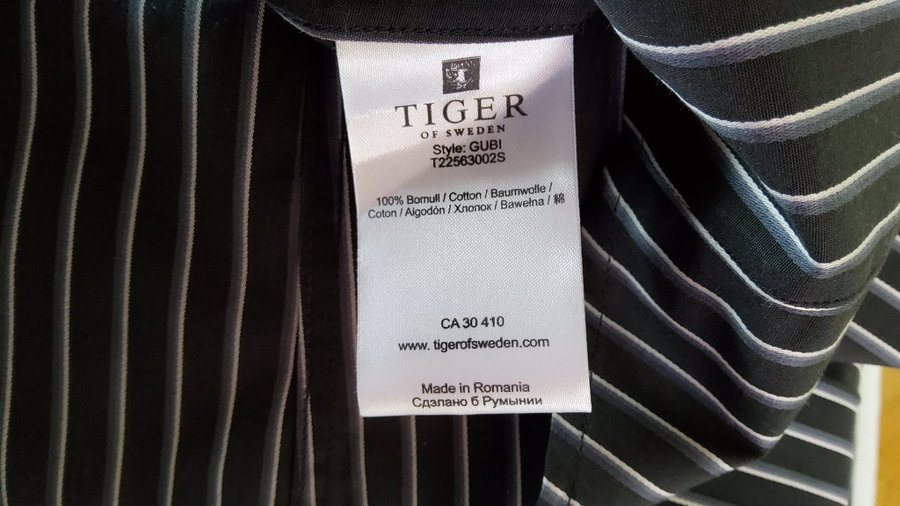 TIGER
OF SWEDEN
Style: GUBI
T22563002S
100% Bomull / Cotton / Baumwolle /
Coton / Algodón / Хлопок / Bawełna / 綿
CA 30 410
www. tigerofsweden.com
Made in Romania
Сдэлано б Румынии